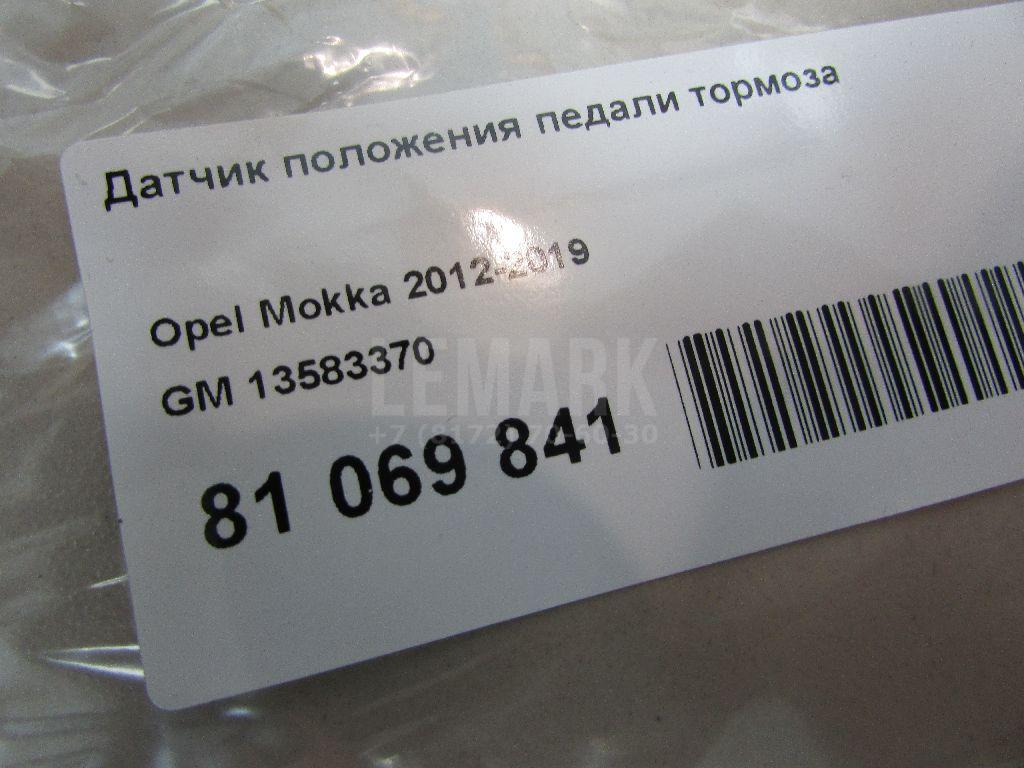 Датчик положения педали тормоза
Opel Mokka 2012-2019
GM 13583370
LEMARK
81 069 841